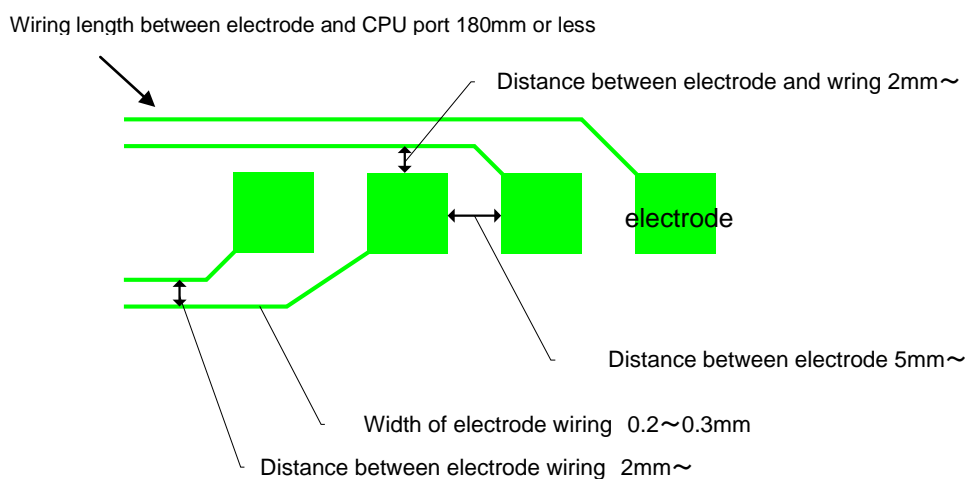 Wiring length between electrode and CPU port 180mm or less
Distance between electrode and wring 2mm～
electrode
Distance between electrode 5mm～
Width of electrode wiring 0.2～0.3mm
Distance between electrode wiring 2mm～